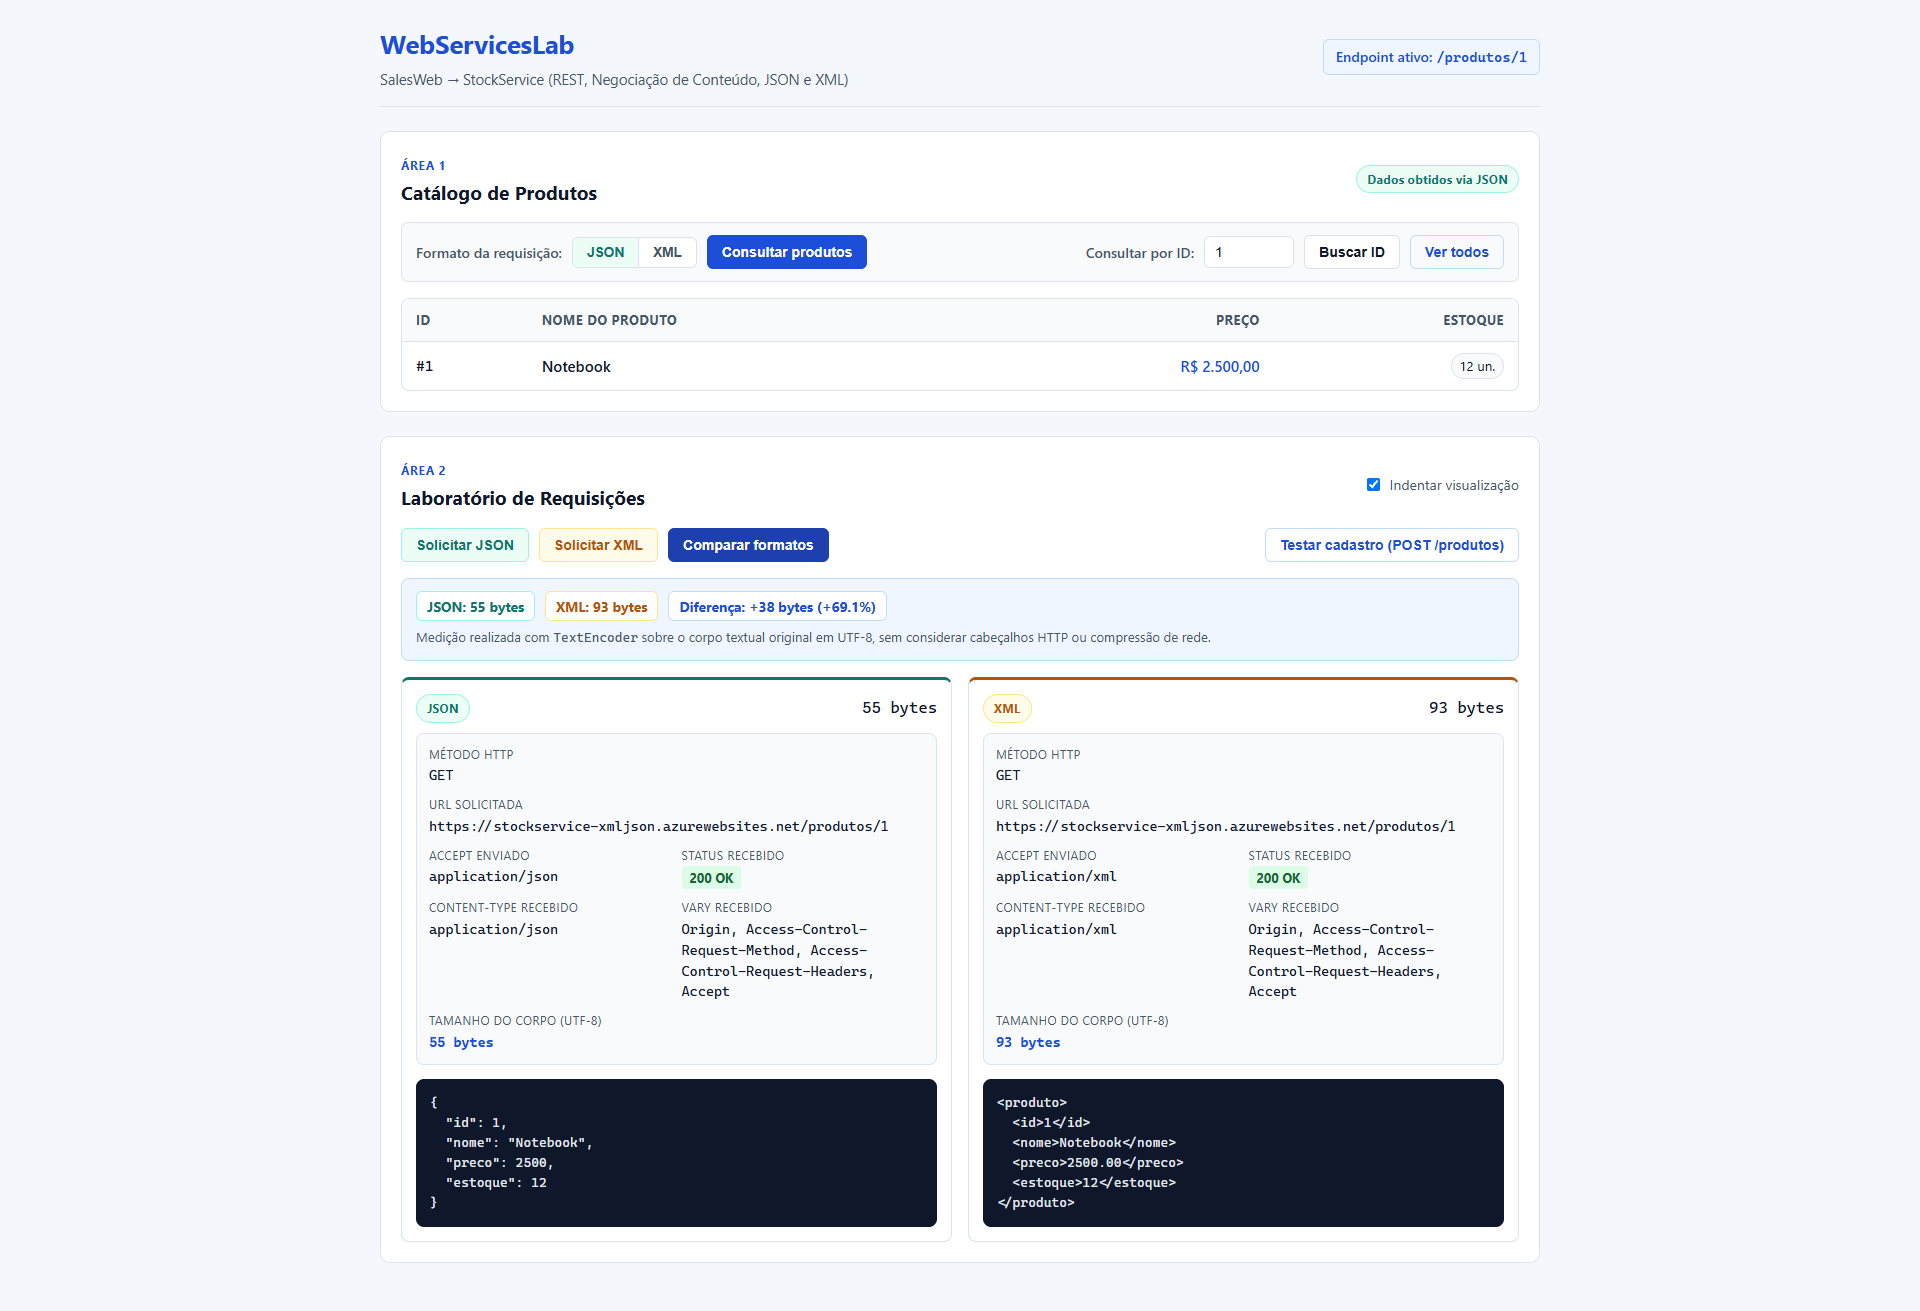 WebServicesLab
SalesWeb → StockService (REST, Negociação de Conteúdo, JSON e XML)
Endpoint ativo: /produtos/1
ÁREA 1
Catálogo de Produtos
Dados obtidos via JSON
Formato da requisição: JSON XML Consultar produtos Consultar por ID: 1 Buscar ID Ver todos
ID NOME DO PRODUTO PREÇO ESTOQUE
#1 Notebook R$ 2.500,00 12 un.
ÁREA 2
Laboratório de Requisições
Indentar visualização
Solicitar JSON Solicitar XML Comparar formatos Testar cadastro (POST /produtos)
JSON: 55 bytes XML: 93 bytes Diferença: +38 bytes (+69.1%)
Medição realizada com TextEncoder sobre o corpo textual original em UTF-8, sem considerar cabeçalhos HTTP ou compressão de rede.
JSON 55 bytes
MÉTODO HTTP
GET
URL SOLICITADA
https://stockservice-xmljson.azurewebsites.net/produtos/1
ACCEPT ENVIADO
application/json
STATUS RECEBIDO
200 OK
CONTENT-TYPE RECEBIDO
application/json
VARY RECEBIDO
Origin, Access-Control-
Request-Method, Access-
Control-Request-Headers,
Accept
TAMANHO DO CORPO (UTF-8)
55 bytes
{
"id": 1,
"nome": "Notebook",
"preco": 2500,
"estoque": 12
}
XML 93 bytes
MÉTODO HTTP
GET
URL SOLICITADA
https://stockservice-xmljson.azurewebsites.net/produtos/1
ACCEPT ENVIADO
application/xml
STATUS RECEBIDO
200 OK
CONTENT-TYPE RECEBIDO
application/xml
VARY RECEBIDO
Origin, Access-Control-
Request-Method, Access-
Control-Request-Headers,
Accept
TAMANHO DO CORPO (UTF-8)
93 bytes
<produto>
<id>1</id>
<nome>Notebook</nome>
<preco>2500.00</preco>
<estoque>12</estoque>
</produto>